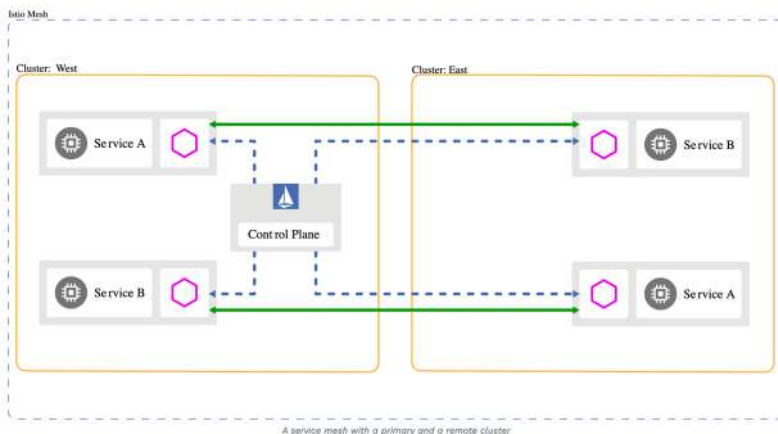 Istio Mesh
Cluster: West
Cluster: East
Service A
Service B
Control Plane
Service B
Service A
A service mesh with a primary and a remote cluster